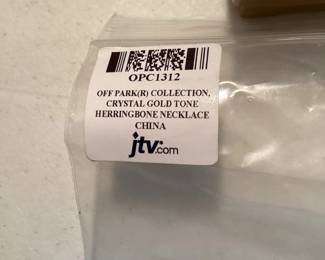 OPC1312
OFF PARK(R) COLLECTION,
CRYSTAL GOLD TONE
HERRINGBONE NECKLACE
CHINA
jtv.com